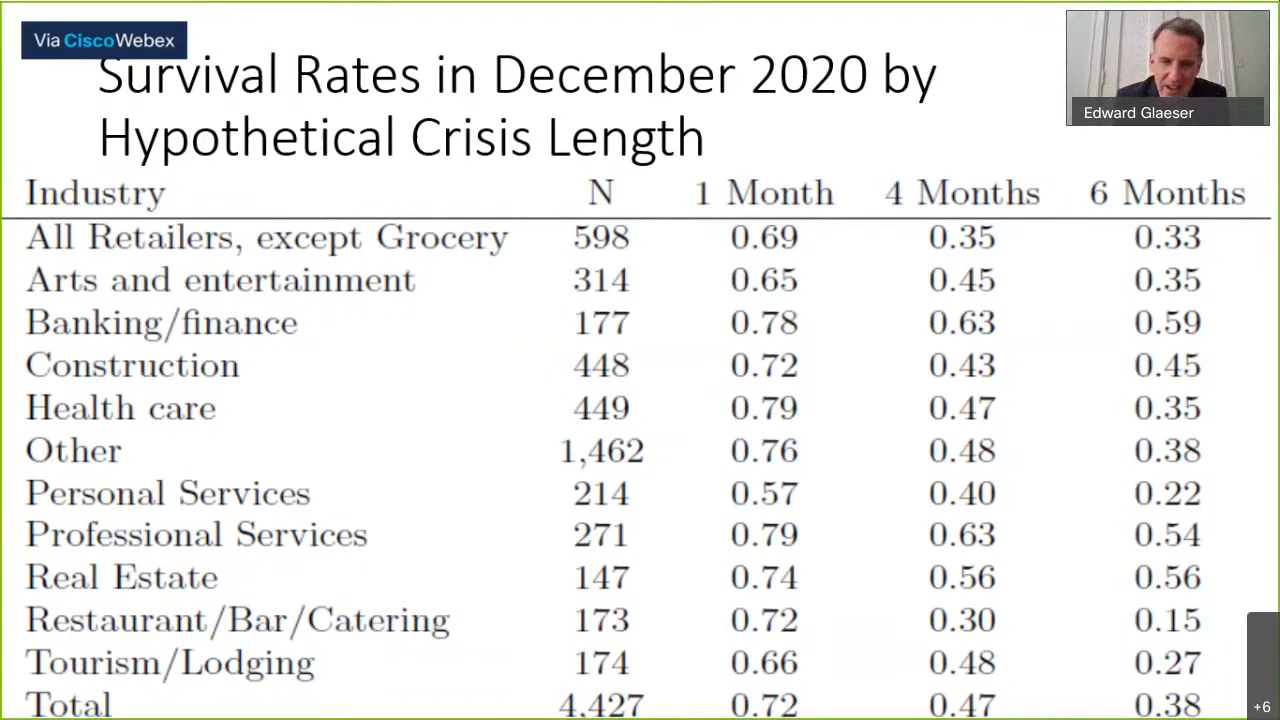 Via Cisco Webex
Survival Rates in December 2020 by
Hypothetical Crisis Length
Edward Glaeser
Industry N 1 Month 4 Months 6 Months
All Retailers, except Grocery 598 0.69 0.35 0.33
Arts and entertainment 314 0.65 0.45 0.35
Banking/finance 177 0.78 0.63 0.59
Construction 448 0.72 0.43 0.45
Health care 449 0.79 0.47 0.35
Other 1,462 0.76 0.48 0.38
Personal Services 214 0.57 0.40 0.22
Professional Services 271 0.79 0.63 0.54
Real Estate 147 0.74 0.56 0.56
Restaurant/Bar/Catering 173 0.72 0.30 0.15
Tourism/Lodging 174 0.66 0.48 0.27
Total 4,427 0.72 0.47 0.38
+6